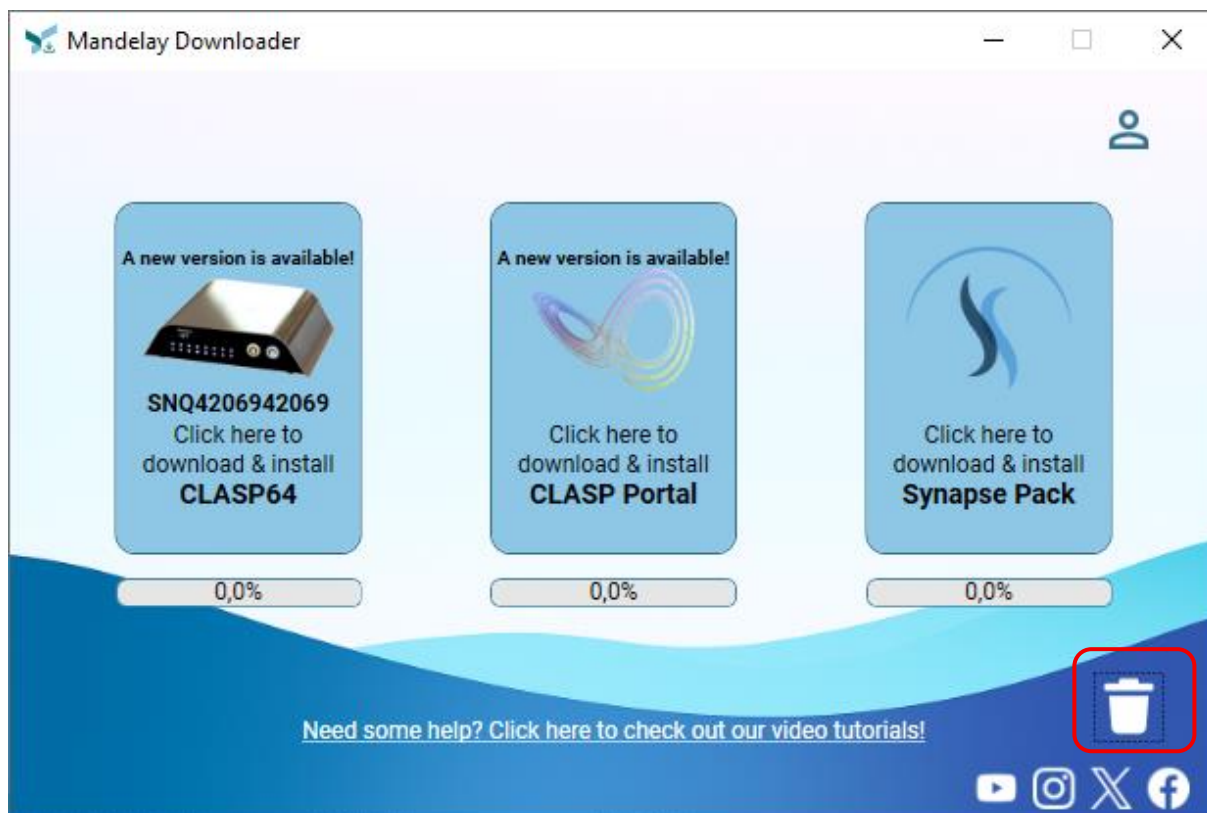 Mandelay Downloader
A new version is available!
SNQ4206942069
Click here to
download & install
CLASP64
0,0%
A new version is available!
Click here to
download & install
CLASP Portal
0,0%
Click here to
download & install
Synapse Pack
0,0%
Need some help? Click here to check out our video tutorials!